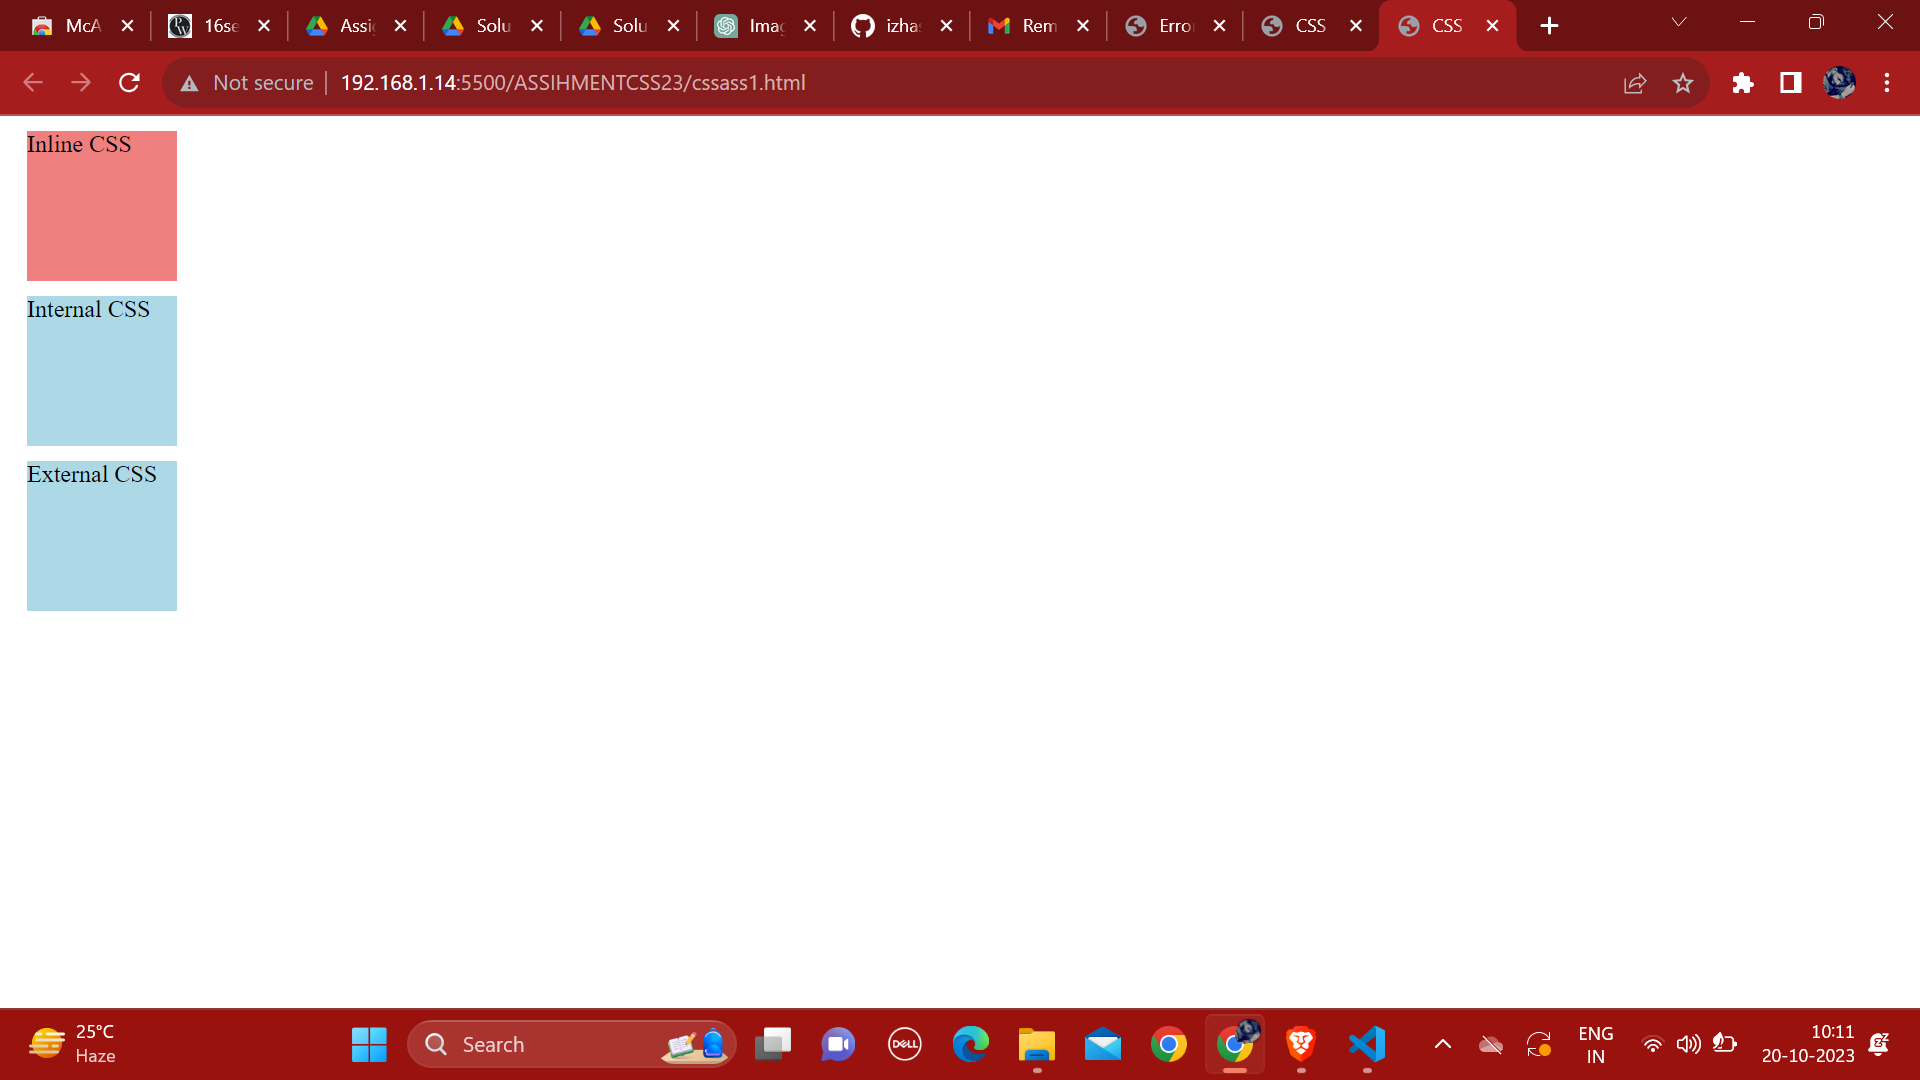 McA
16se
Assi
Solu
Solu
Imag
izha
Rem
Erro
CSS
CSS
Not secure
192.168.1.14:5500/ASSIHMENTCSS23/cssass1.html
Inline CSS
Internal CSS
External CSS
25°C
Haze
Search
DELL
ENG
IN
10:11
20-10-2023